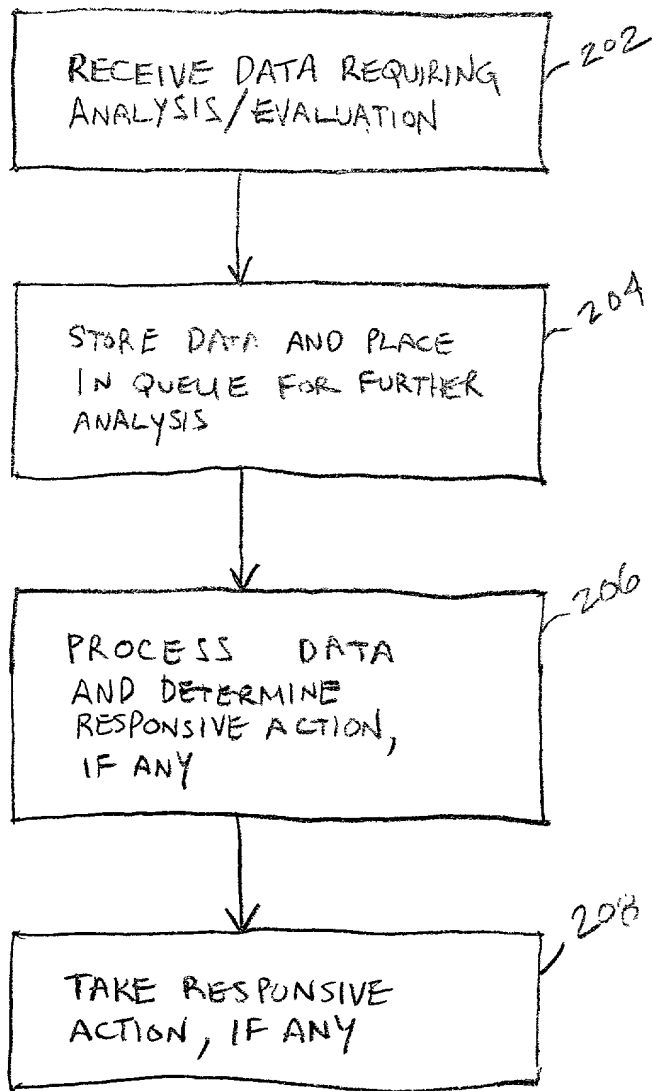 RECEIVE DATA REQUIRING
ANALYSIS/EVALUATION
202
STORE DATA AND PLACE
IN QUEUE FOR FURTHER
ANALYSIS
204
PROCESS DATA
AND DETERMINE
RESPONSIVE ACTION,
IF ANY
206
TAKE RESPONSIVE
ACTION, IF ANY
208